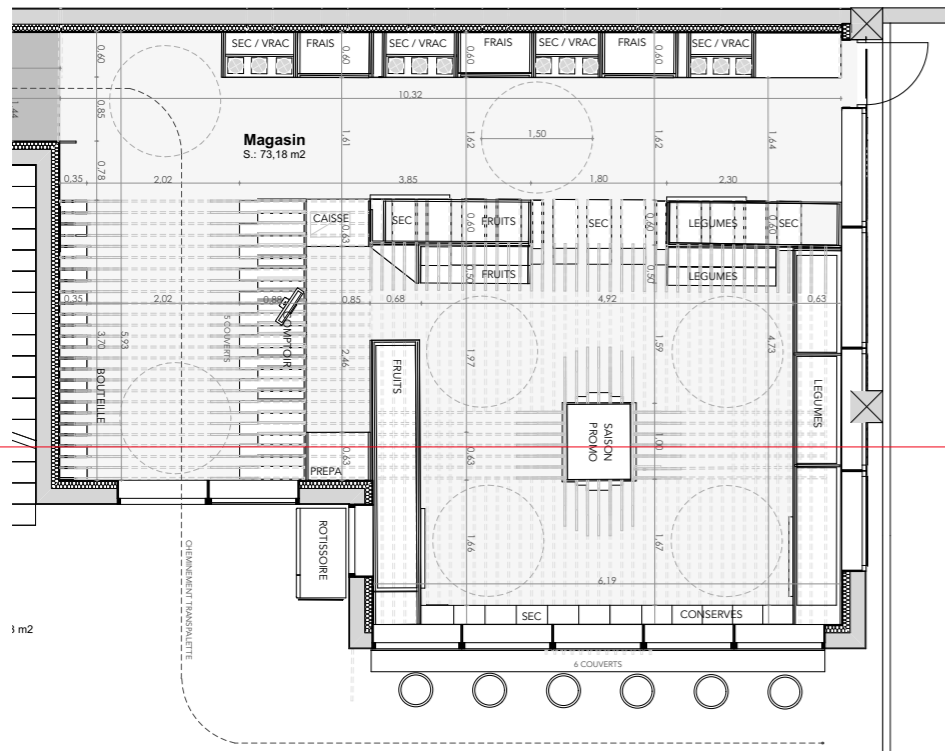 SEC / VRAC
FRAIS
SEC / VRAC
FRAIS
SEC / VRAC
FRAIS
SEC / VRAC
0,60
0,60
0,60
0,60
10,32
1,44
0,85
Magasin
S.: 73,18 m2
1,61
1,62
1,50
1,62
1,64
0,78
0.35
2,02
3.85
1,80
2,30
CAISSE
0,63
SEC
0,60
FRUITS
SEC
0,60
LEGUMES
0,60
SEC
0,50
FRUITS
0,50
LEGUMES
0.35
2,02
0,88
0,85
0,68
4,92
0,63
3,70
5,93
5 COUVERTS
COMPTOIR
2,46
1,97
1,59
4,73
BOUTEILLE
FRUITS
LEGUMES
SAISON
PROMO
1,00
0,63
0,63
PREPA
ROTISSOIRE
1,66
1,67
CHEMINEMENT TRANSPALETTE
6,19
SEC
CONSERVES
m2
6 COUVERTS